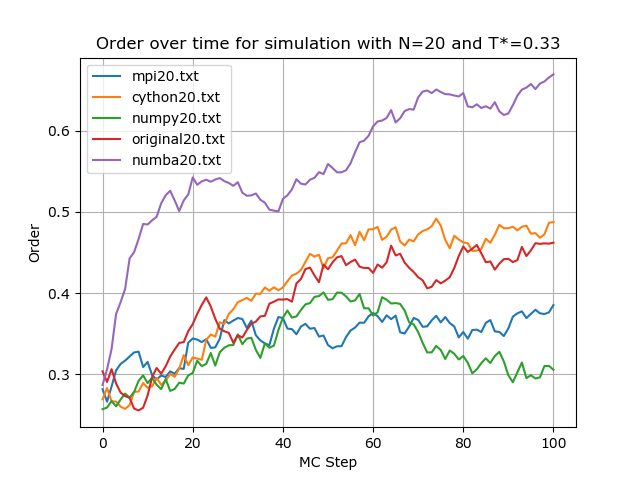 Order over time for simulation with N=20 and T*=0.33
mpi20.txt
cython20.txt
numpy20.txt
original20.txt
numba20.txt
0.6
0.5
0.4
0.3
Order
0 20 40 60 80 100
MC Step